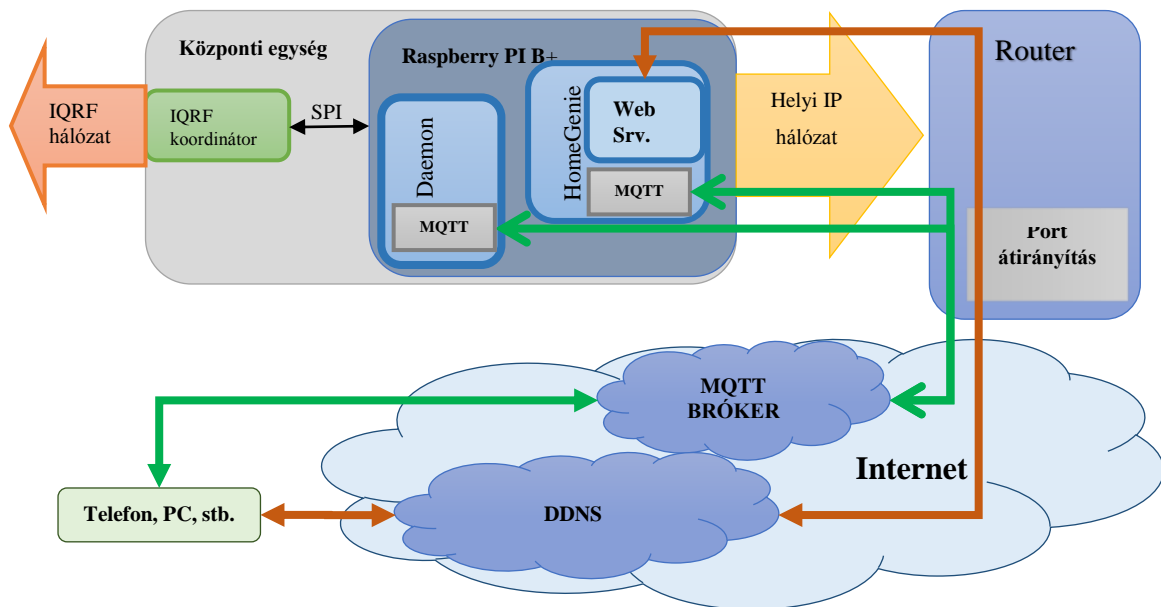 Központi egység
Raspberry PI B+
Router
IQRF
hálózat
IQRF
koordinátor
SPI
Daemon
MQTT
HomeGenie
Web
Srv.
MQTT
Helyi IP
hálózat
Port
átirányítás
MQTT
BRÓKER
Internet
Telefon, PC, stb.
DDNS